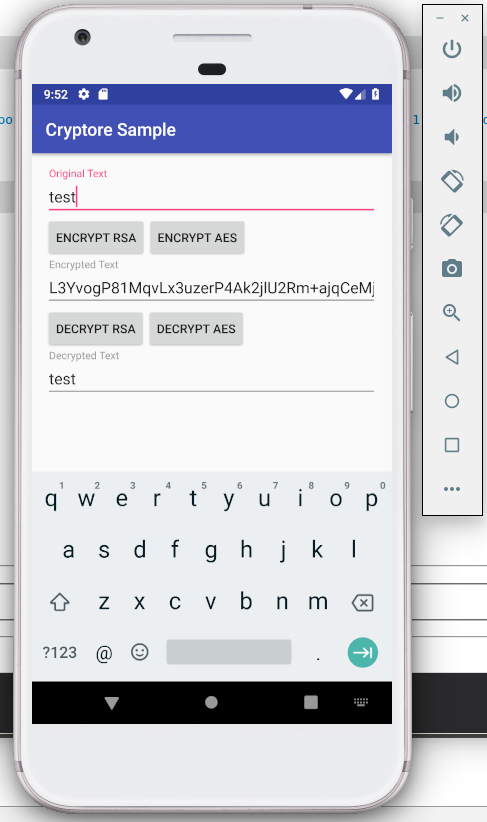 9:52
Cryptore Sample
Original Text
test
ENCRYPT RSA ENCRYPT AES
Encrypted Text
L3YvogP81MqvLx3uzerP4Ak2jlU2Rm+ajqCeMj
DECRYPT RSA DECRYPT AES
Decrypted Text
test
1 2 3 4 5 6 7 8 9 0
q w e r t y u i o p
a s d f g h j k l
z x c v b n m
?123 @ .